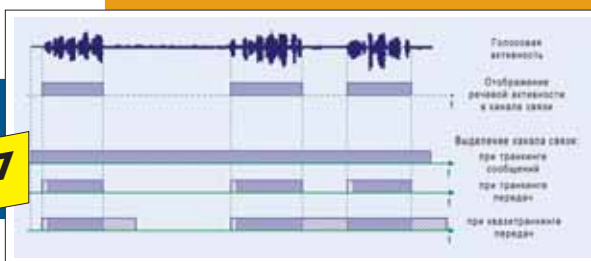 Голосовая
активность
Отображение
речевой активности
в канале связи
t
Выделение канала связи:
при транкинге
сообщений
t
7
при транкинге
передач
t
при квазитранкинге
передач
t